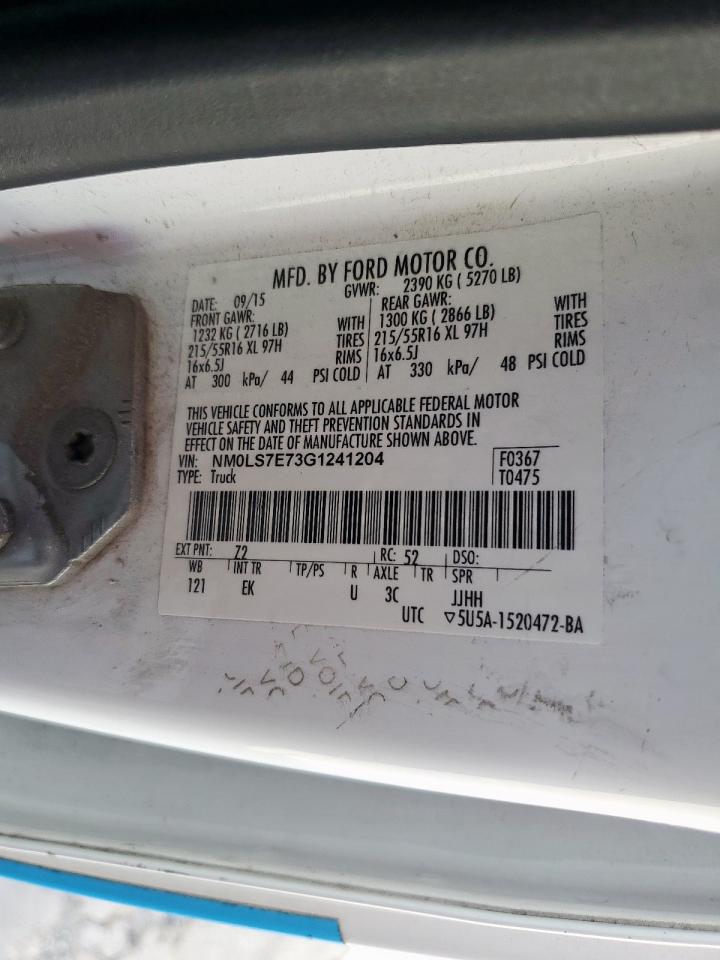 MFD. BY FORD MOTOR CO.
DATE: 09/15 GVWR: 2390 KG ( 5270 LB)
FRONT GAWR: REAR GAWR:
1232 KG ( 2716 LB) WITH 1300 KG ( 2866 LB) WITH
215/55R16 XL 97H TIRES 215/55R16 XL 97H TIRES
16x6.5J RIMS 16x6.5J RIMS
AT 300 kPa/ 44 PSI COLD AT 330 kPa/ 48 PSI COLD
THIS VEHICLE CONFORMS TO ALL APPLICABLE FEDERAL MOTOR
VEHICLE SAFETY AND THEFT PREVENTION STANDARDS IN
EFFECT ON THE DATE OF MANUFACTURE SHOWN ABOVE.
VIN: NM0LS7E73G1241204 F0367
TYPE: Truck T0475
EXT PNT: Z2 RC: 52 DSO:
WB INT TR TP/PS R AXLE TR SPR
121 EK U 3C JJHH
UTC ▽5U5A-1520472-BA